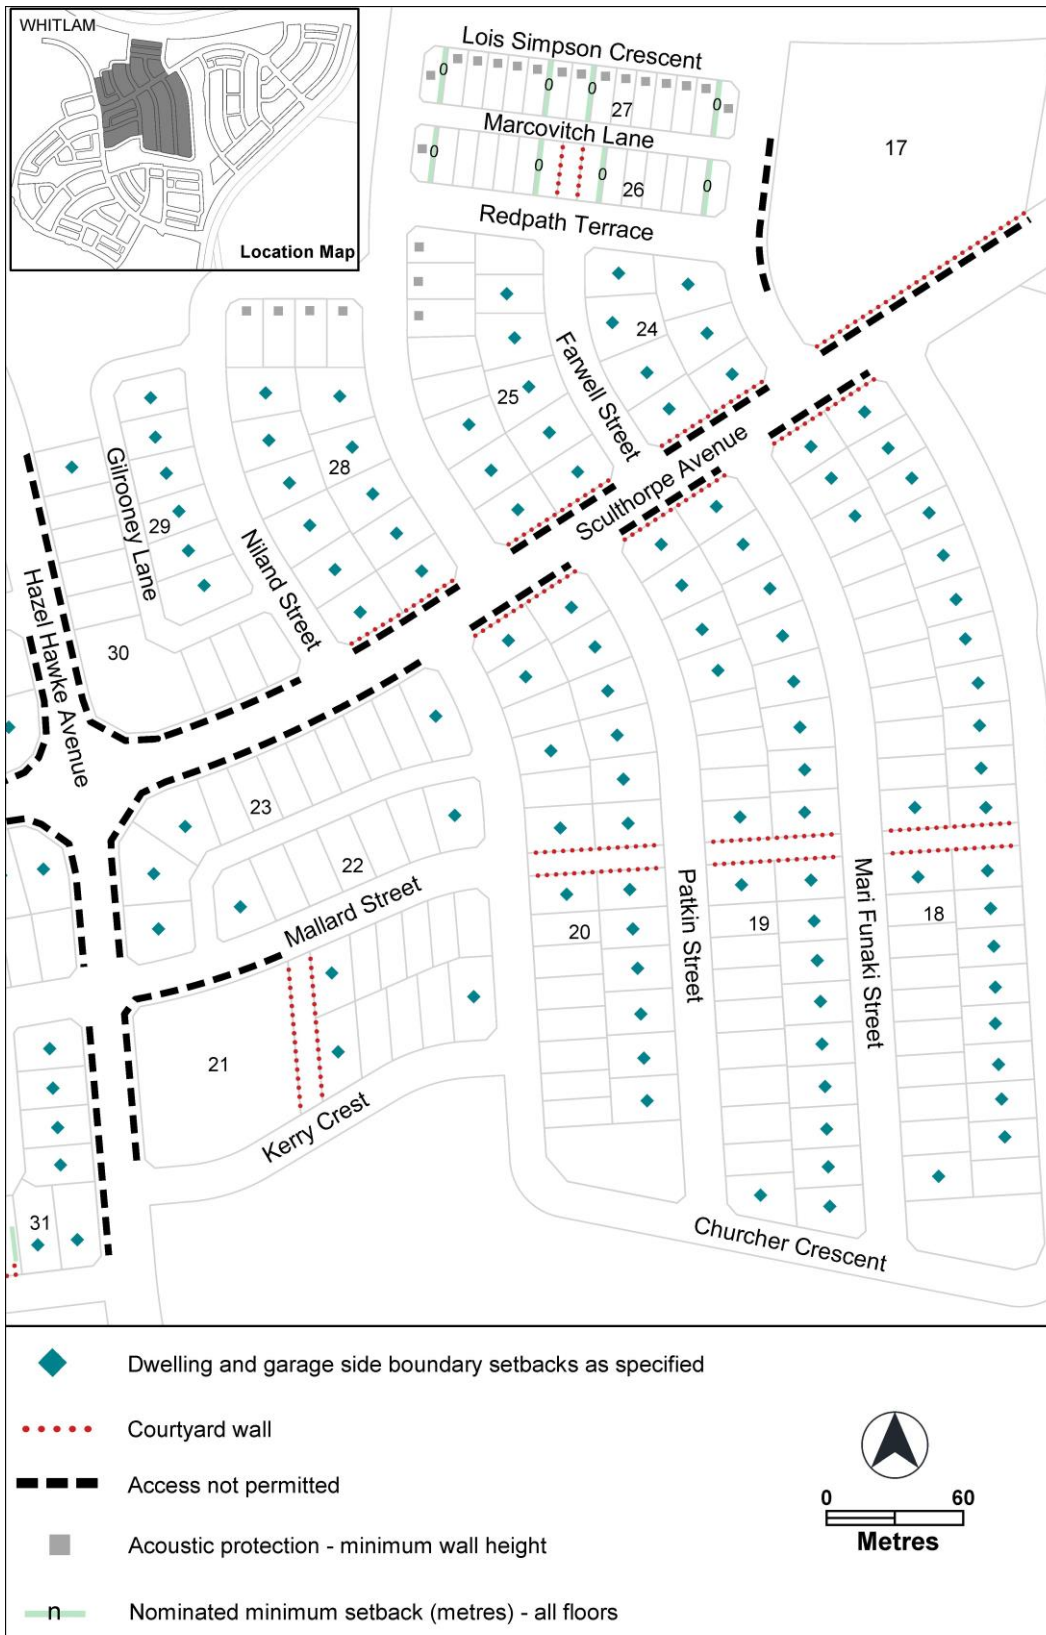 WHITLAM
Location Map
Lois Simpson Crescent
0
0
0
0
27
Marcovitch Lane
0
0
0
0
26
Redpath Terrace
17
24
Farwell Street
25
Sculthorpe Avenue
28
Gilrooney Lane
29
Niland Street
30
Hazel Hawke Avenue
23
22
Mallard Street
20
Patkin Street
19
Mari Funaki Street
18
21
Kerry Crest
31
Churcher Crescent
Dwelling and garage side boundary setbacks as specified
Courtyard wall
Access not permitted
Acoustic protection - minimum wall height
n Nominated minimum setback (metres) - all floors
0 60
Metres